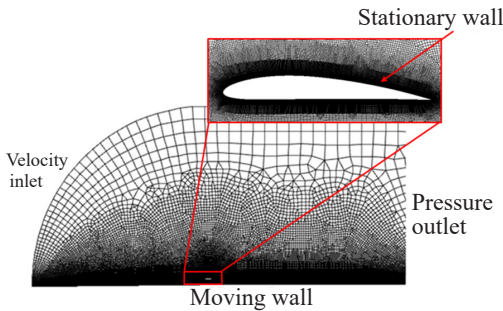 Stationary wall
Velocity
inlet
Pressure
outlet
Moving wall